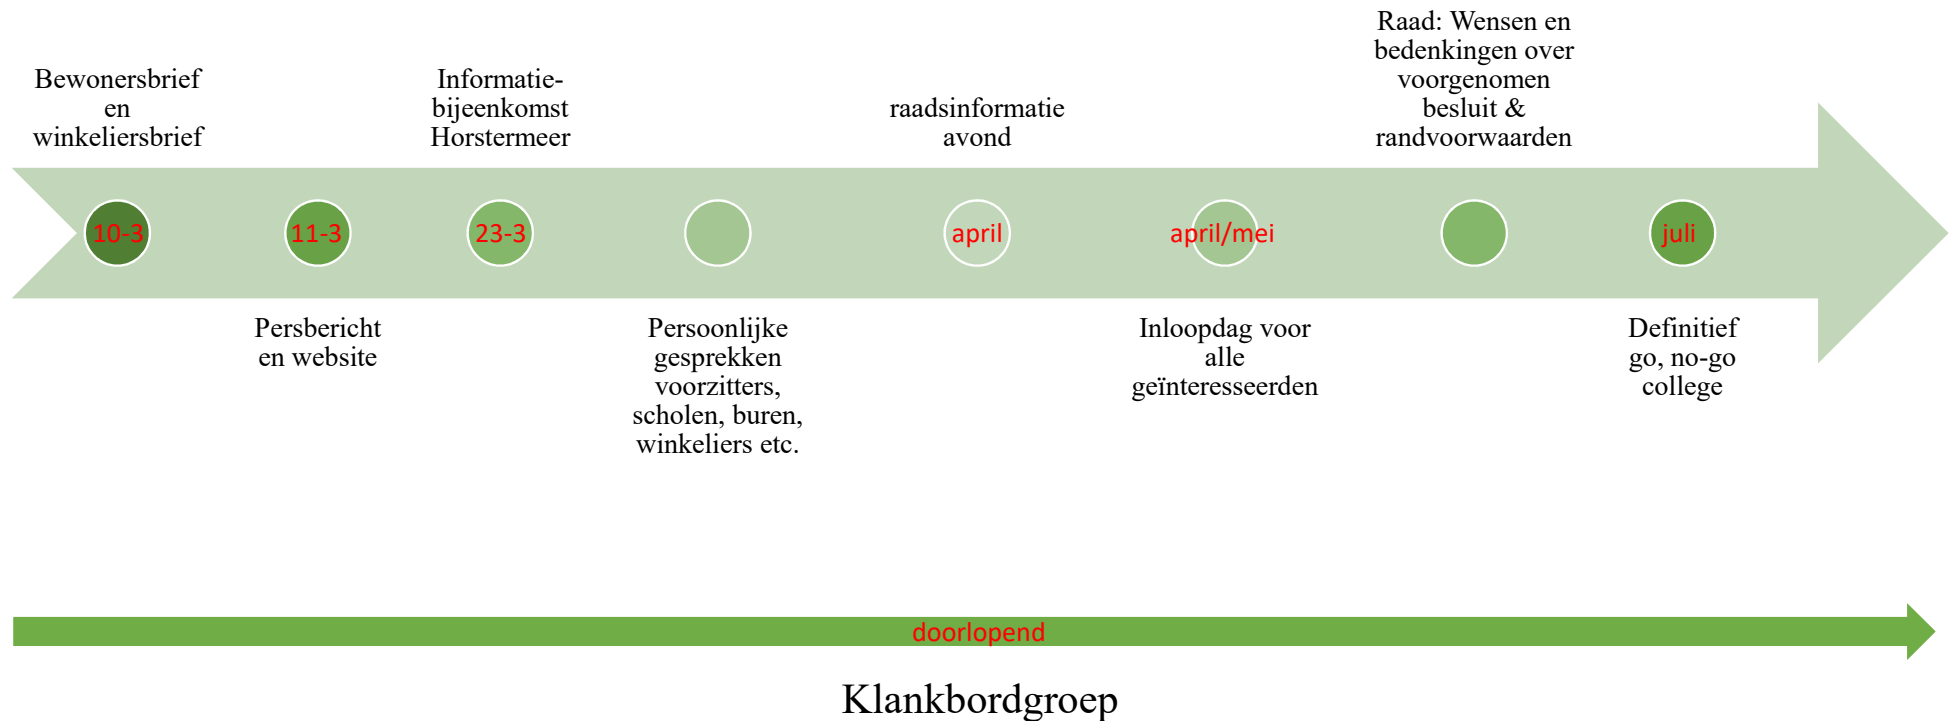 Bewonersbrief
en
winkeliersbrief
10-3
11-3
Persbericht
en website
Informatie-
bijeenkomst
Horstermeer
23-3
Persoonlijke
gesprekken
voorzitters,
scholen, buren,
winkeliers etc.
raadsinformatie
avond
april
april/mei
Inloopdag voor
alle
geïnteresseerden
Raad: Wensen en
bedenkingen over
voorgenomen
besluit &
randvoorwaarden
juli
Definitief
go, no-go
college
doorlopend
Klankbordgroep